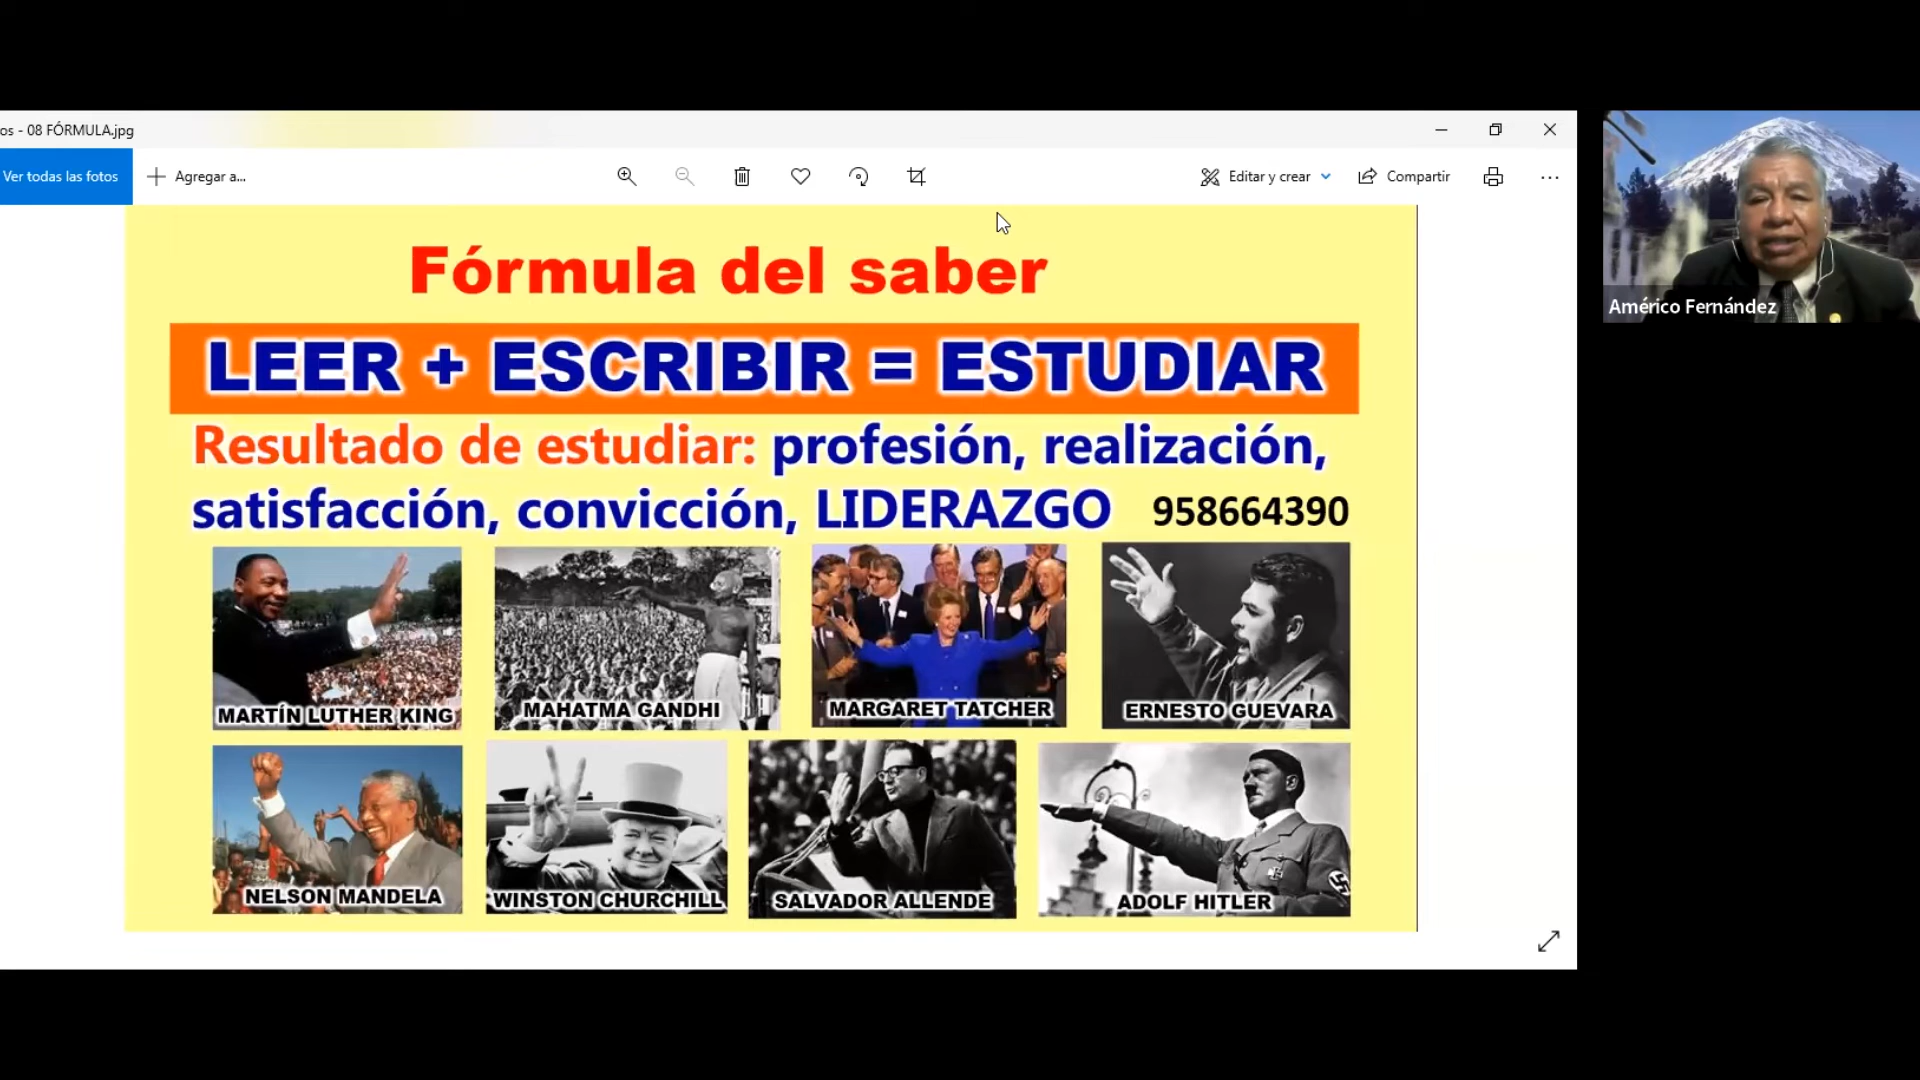 os - 08 FÓRMULA.jpg
Ver todas las fotos
Agregar a...
Editar y crear
Compartir
Fórmula del saber
LEER + ESCRIBIR = ESTUDIAR
Resultado de estudiar: profesión, realización,
satisfacción, convicción, LIDERAZGO 958664390
MARTÍN LUTHER KING
MAHATMA GANDHI
MARGARET TATCHER
ERNESTO GUEVARA
NELSON MANDELA
WINSTON CHURCHILL
SALVADOR ALLENDE
ADOLF HITLER
Américo Fernández